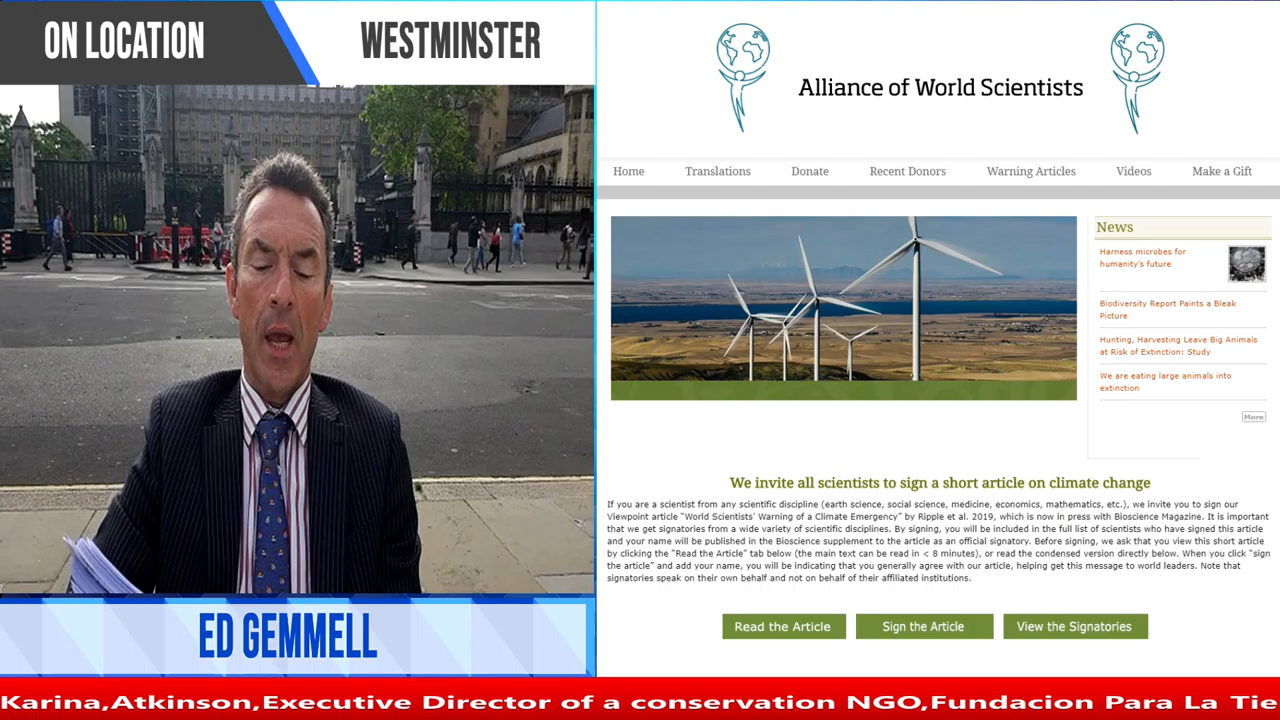 ON LOCATION
WESTMINSTER
ED GEMMELL
Alliance of World Scientists
Home Translations Donate Recent Donors Warning Articles Videos Make a Gift
News
Harness microbes for
humanity's future
Biodiversity Report Paints a Bleak
Picture
Hunting, Harvesting Leave Big Animals
at Risk of Extinction: Study
We are eating large animals into
extinction
More
We invite all scientists to sign a short article on climate change
If you are a scientist from any scientific discipline (earth science, social science, medicine, economics, mathematics, etc.), we invite you to sign our
Viewpoint article "World Scientists' Warning of a Climate Emergency" by Ripple et al. 2019, which is now in press with Bioscience Magazine. It is important
that we get signatories from a wide variety of scientific disciplines. By signing, you will be included in the full list of scientists who have signed this article
and your name will be published in the Bioscience supplement to the article as an official signatory. Before signing, we ask that you view this short article
by clicking the "Read the Article" tab below (the main text can be read in < 8 minutes), or read the condensed version directly below. When you click "sign
the article" and add your name, you will be indicating that you generally agree with our article, helping get this message to world leaders. Note that
signatories speak on their own behalf and not on behalf of their affiliated institutions.
Read the Article Sign the Article View the Signatories
Karina,Atkinson,Executive Director of a conservation NGO,Fundacion Para La Tie